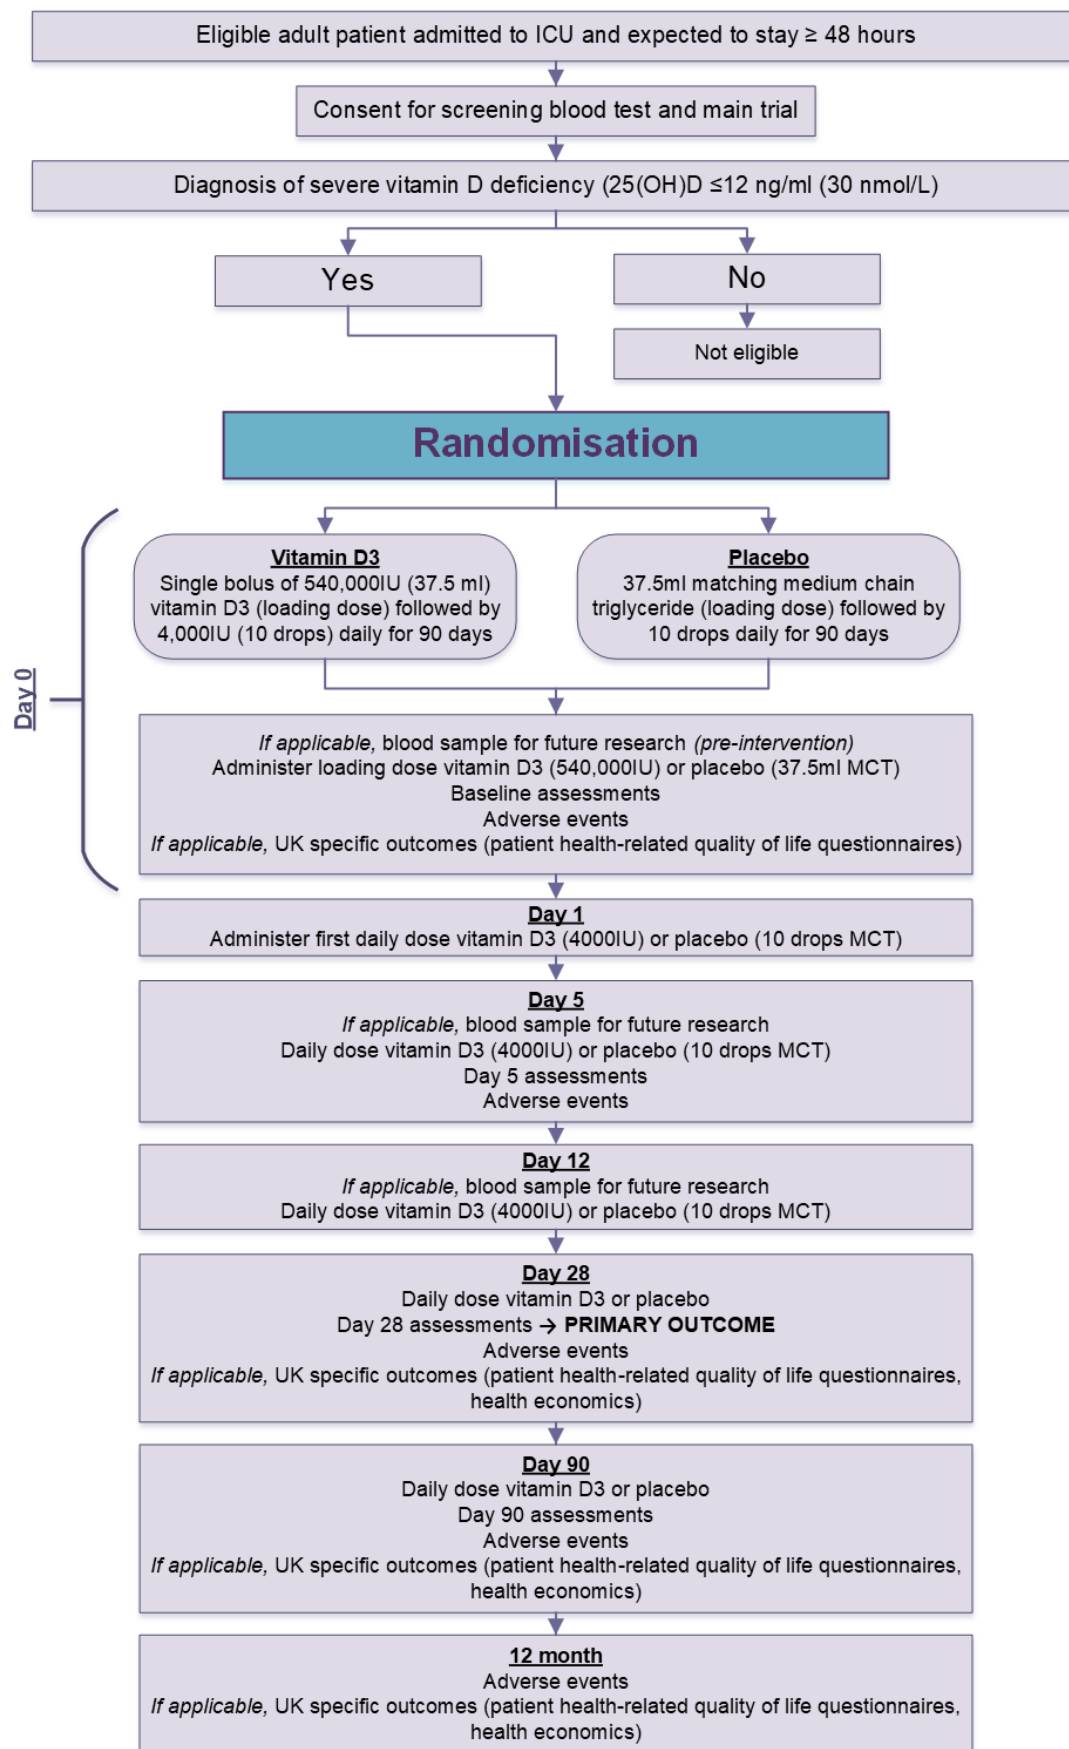 Eligible adult patient admitted to ICU and expected to stay ≥ 48 hours
Consent for screening blood test and main trial
Diagnosis of severe vitamin D deficiency (25(OH)D ≤12 ng/ml (30 nmol/L)
Yes
No
Not eligible
Randomisation
Day 0
Vitamin D3
Single bolus of 540,000IU (37.5 ml)
vitamin D3 (loading dose) followed by
4,000IU (10 drops) daily for 90 days
Placebo
37.5ml matching medium chain
triglyceride (loading dose) followed by
10 drops daily for 90 days
If applicable, blood sample for future research (pre-intervention)
Administer loading dose vitamin D3 (540,000IU) or placebo (37.5ml MCT)
Baseline assessments
Adverse events
If applicable, UK specific outcomes (patient health-related quality of life questionnaires)
Day 1
Administer first daily dose vitamin D3 (4000IU) or placebo (10 drops MCT)
Day 5
If applicable, blood sample for future research
Daily dose vitamin D3 (4000IU) or placebo (10 drops MCT)
Day 5 assessments
Adverse events
Day 12
If applicable, blood sample for future research
Daily dose vitamin D3 (4000IU) or placebo (10 drops MCT)
Day 28
Daily dose vitamin D3 or placebo
Day 28 assessments → PRIMARY OUTCOME
Adverse events
If applicable, UK specific outcomes (patient health-related quality of life questionnaires,
health economics)
Day 90
Daily dose vitamin D3 or placebo
Day 90 assessments
Adverse events
If applicable, UK specific outcomes (patient health-related quality of life questionnaires,
health economics)
12 month
Adverse events
If applicable, UK specific outcomes (patient health-related quality of life questionnaires,
health economics)